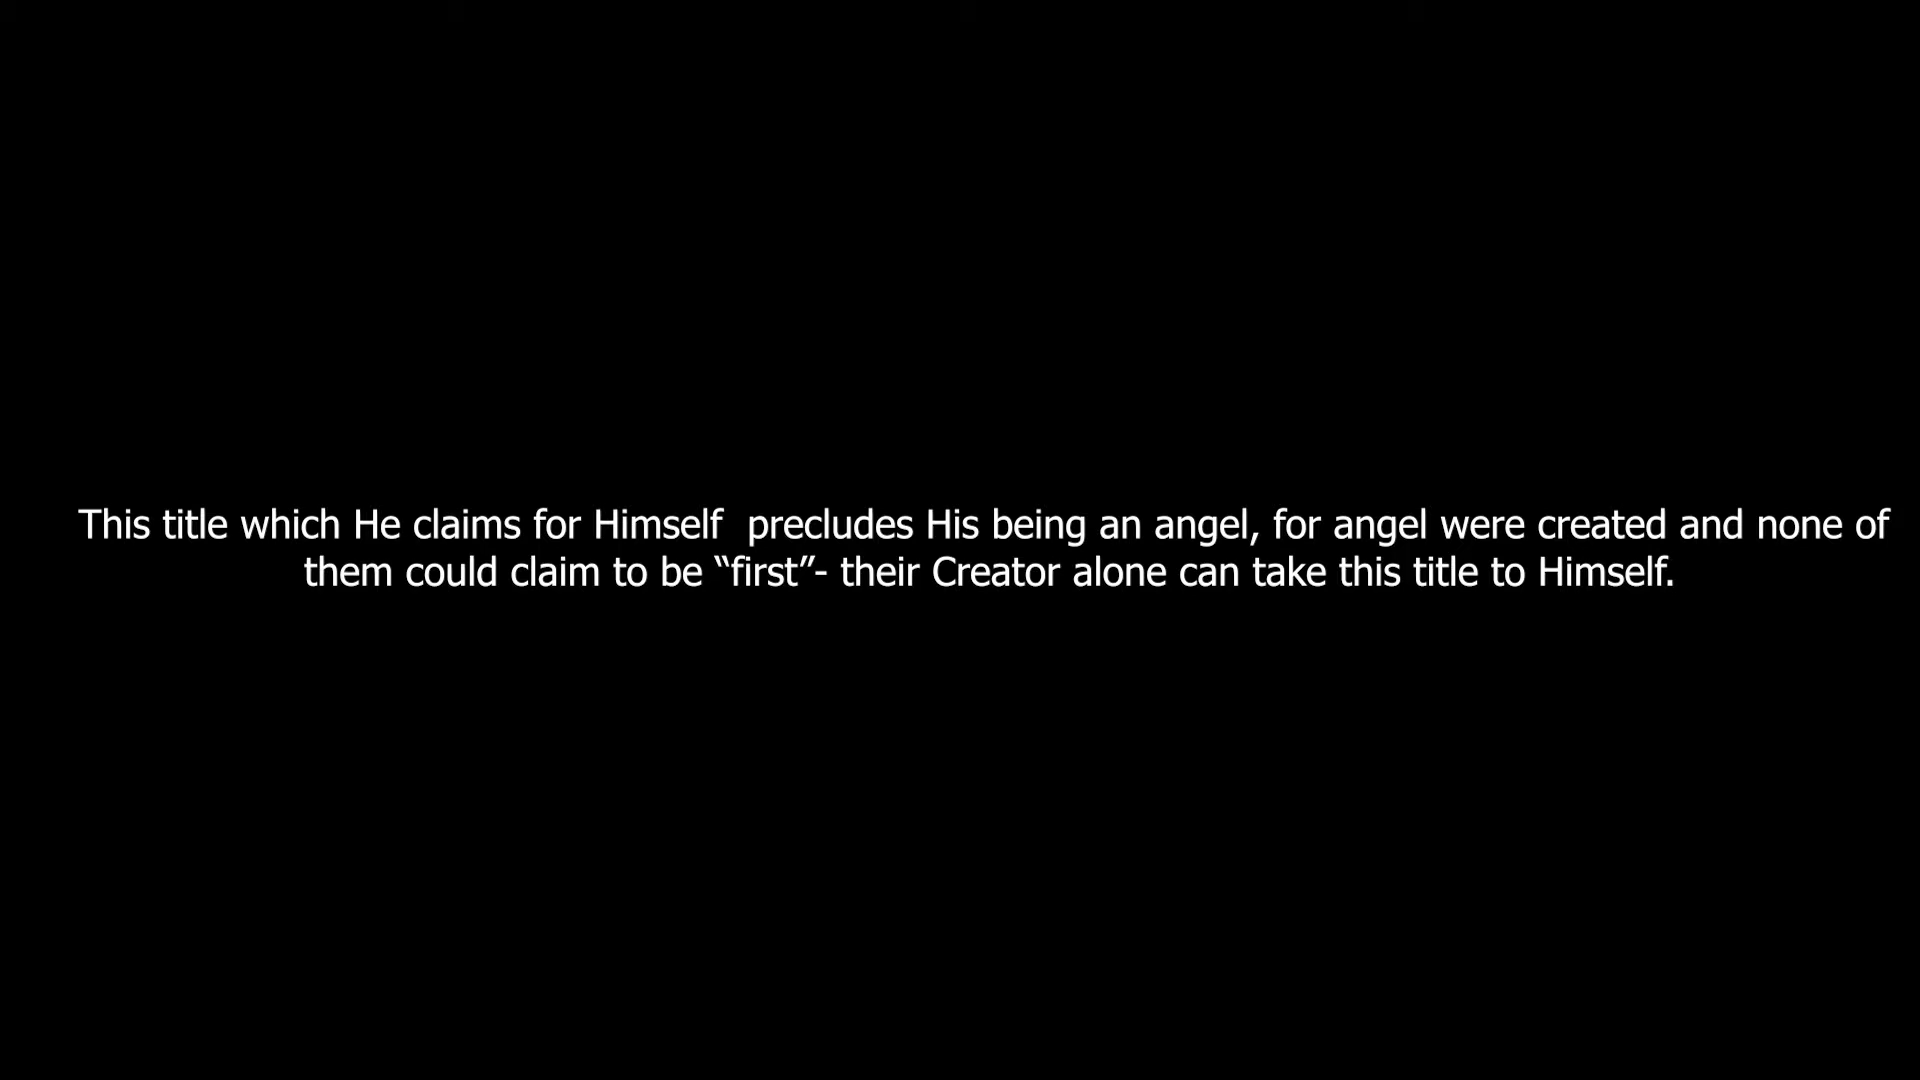 This title which He claims for Himself  precludes His being an angel, for angel were created and none of
them could claim to be “first”- their Creator alone can take this title to Himself.